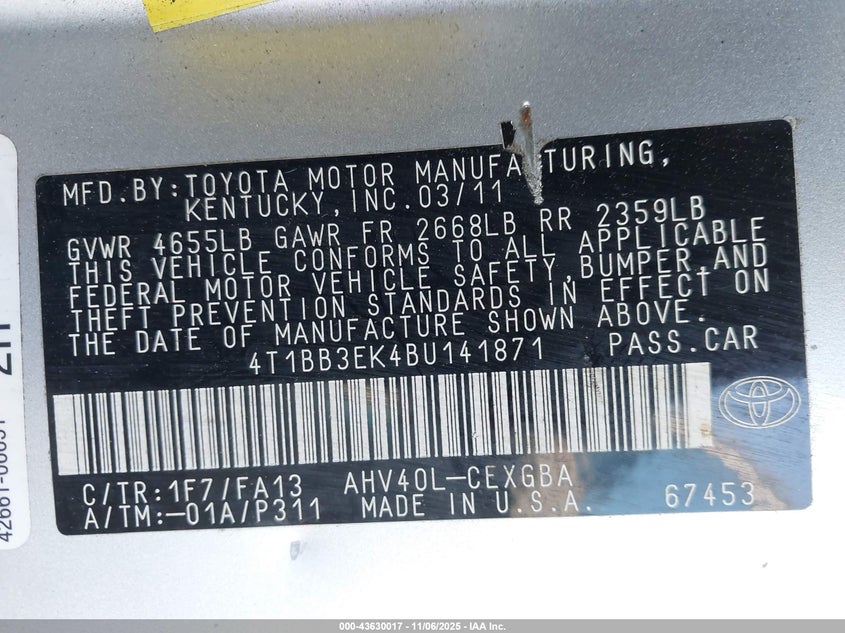 MFD.BY:TOYOTA MOTOR MANUFACTURING,
KENTUCKY,INC.03/11
GVWR 4655LB GAWR FR 2668LB RR 2359LB
THIS VEHICLE CONFORMS TO ALL APPLICABLE
FEDERAL MOTOR VEHICLE SAFETY,BUMPER,AND
THEFT PREVENTION STANDARDS IN EFFECT ON
THE DATE OF MANUFACTURE SHOWN ABOVE.
4T1BB3EK4BU141871 PASS.CAR
C/TR:1F7/FA13 AHV40L-CEXGBA
A/TM:-01A/P311 MADE IN U.S.A. 67453
000-43630017 - 11/06/2025 - IAA Inc.